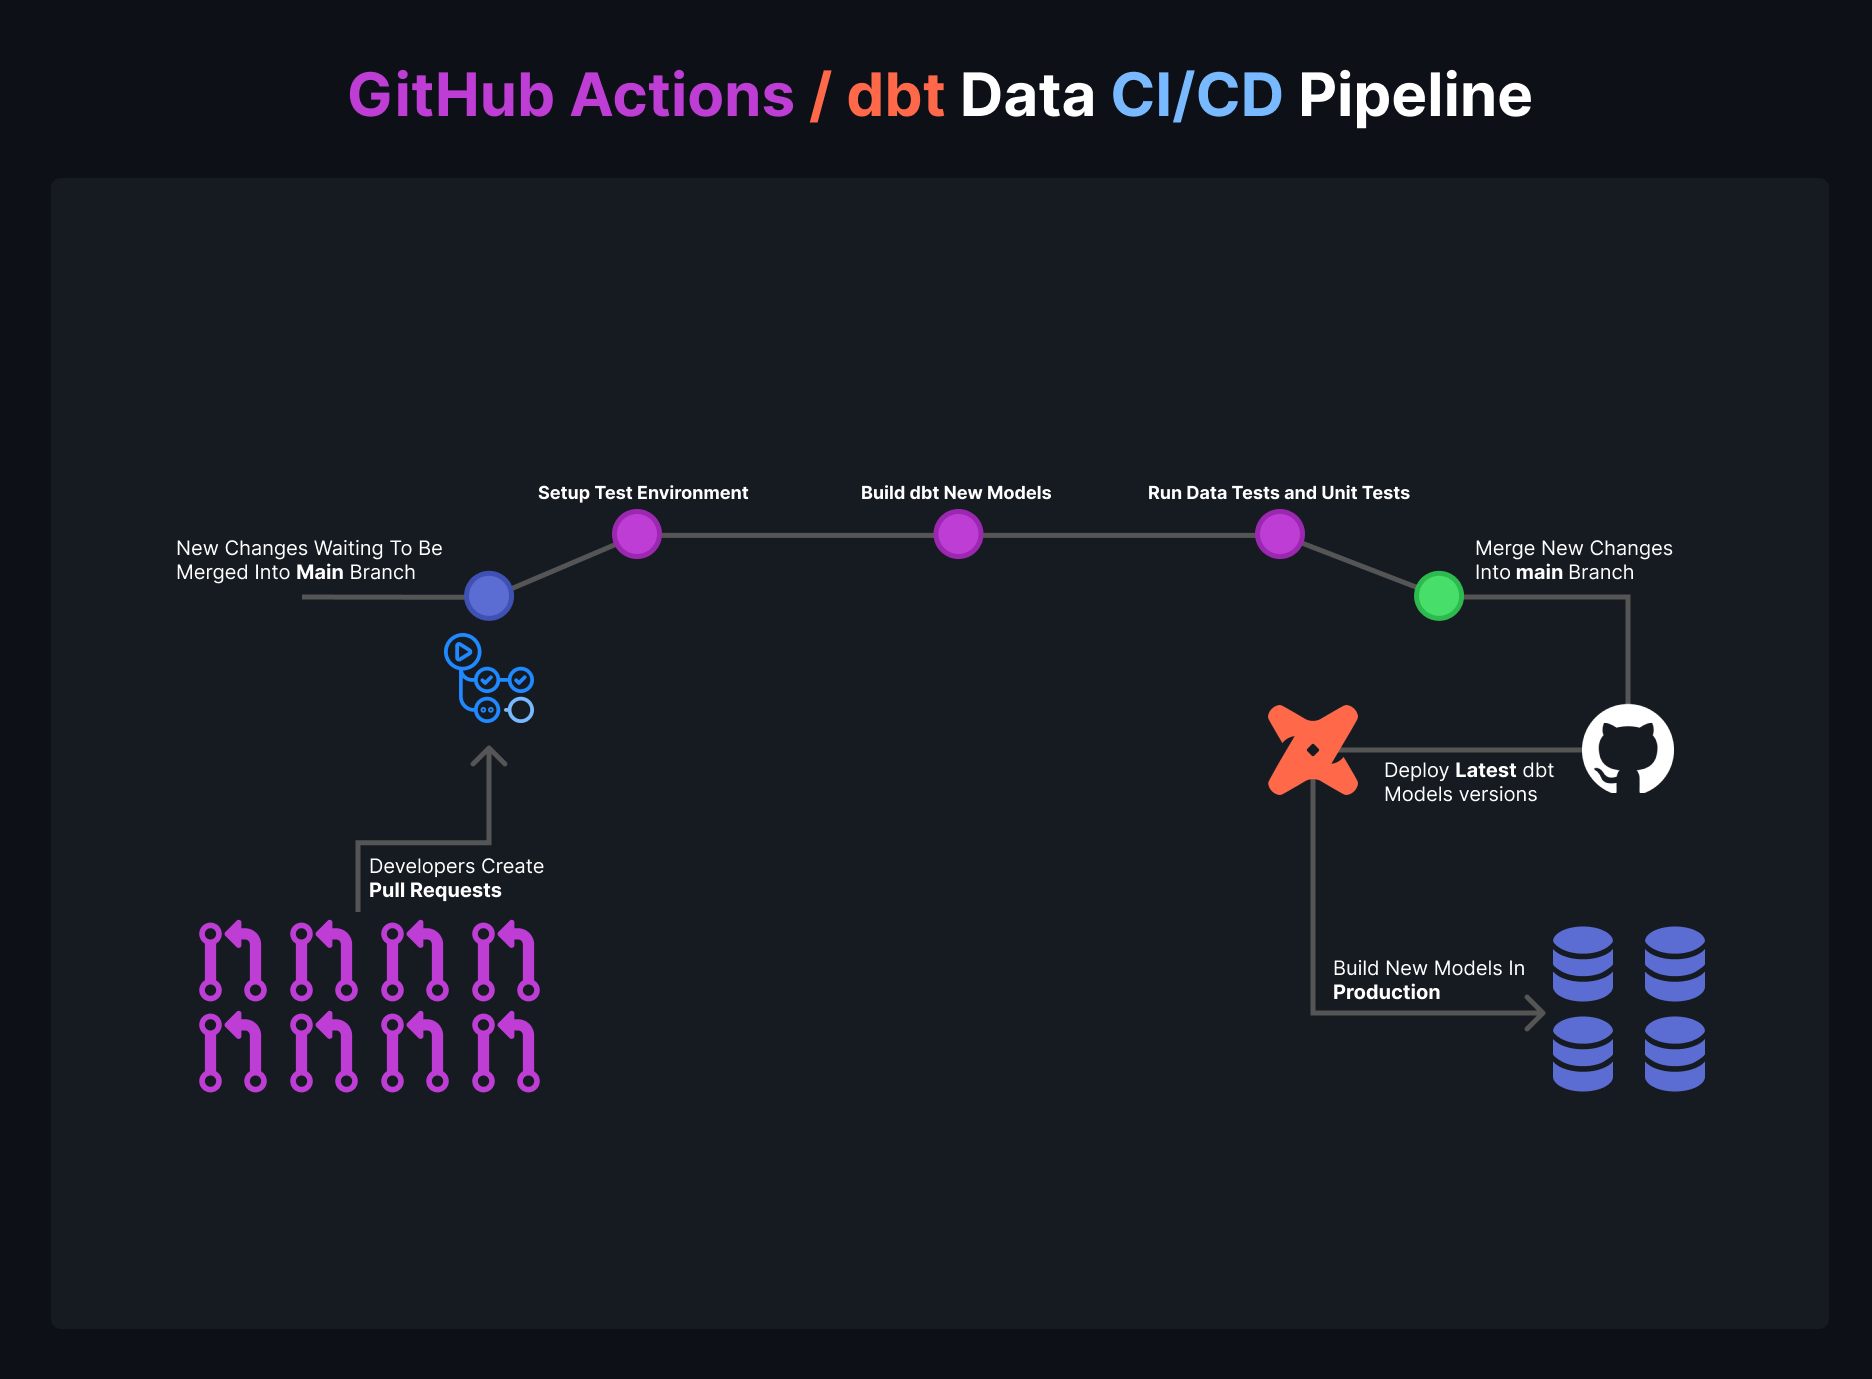 GitHub Actions / dbt Data CI/CD Pipeline
Setup Test Environment
Build dbt New Models
Run Data Tests and Unit Tests
New Changes Waiting To Be
Merged Into Main Branch
Merge New Changes
Into main Branch
Deploy Latest dbt
Models versions
Developers Create
Pull Requests
Build New Models In
Production